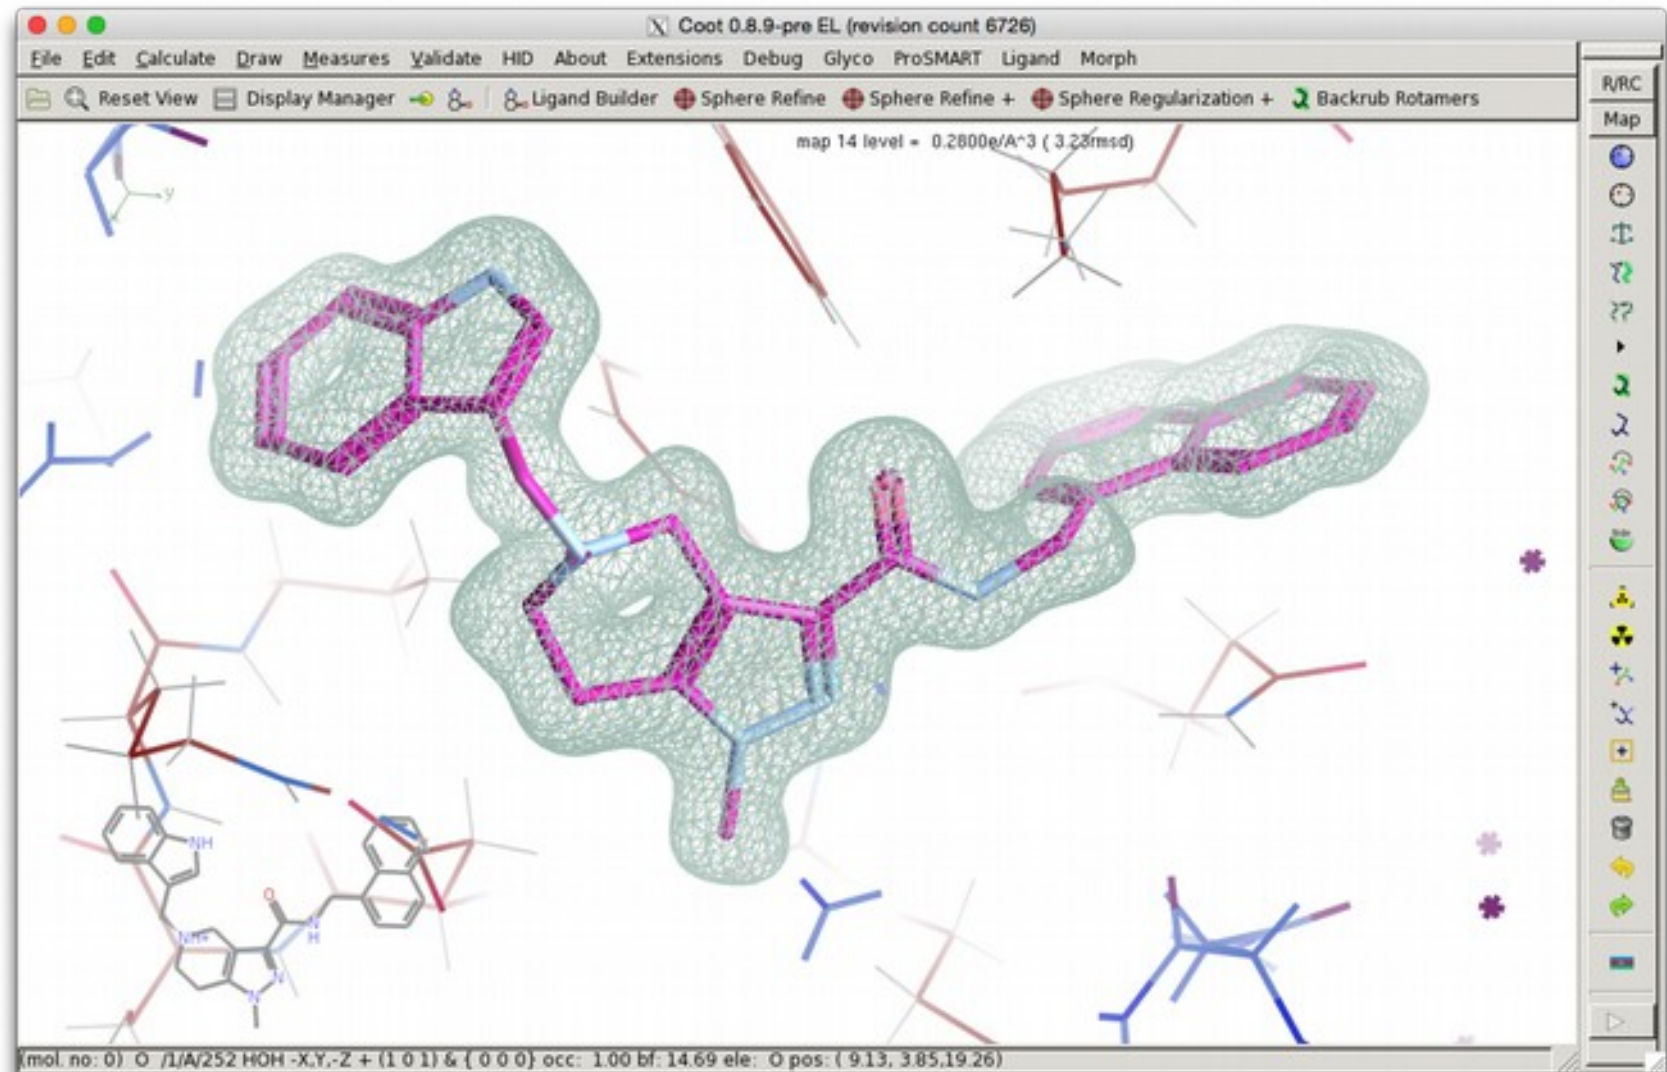 Coot 0.8.9-pre EL (revision count 6726)
File Edit Calculate Draw Measures Validate HID About Extensions Debug Glyco ProSMART Ligand Morph
R/RC
Reset View Display Manager Ligand Builder Sphere Refine Sphere Refine + Sphere Regularization + Backrub Rotamers
Map
map 14 level = 0.2800e/A^3 ( 3.23rmsd)
y
NH
O
N
H
NH+
N
N
(mol. no: 0) O /1/A/252 HOH -X,Y,-Z + (1 0 1) & { 0 0 0} occ: 1.00 bf: 14.69 ele: O pos: ( 9.13, 3.85,19.26)